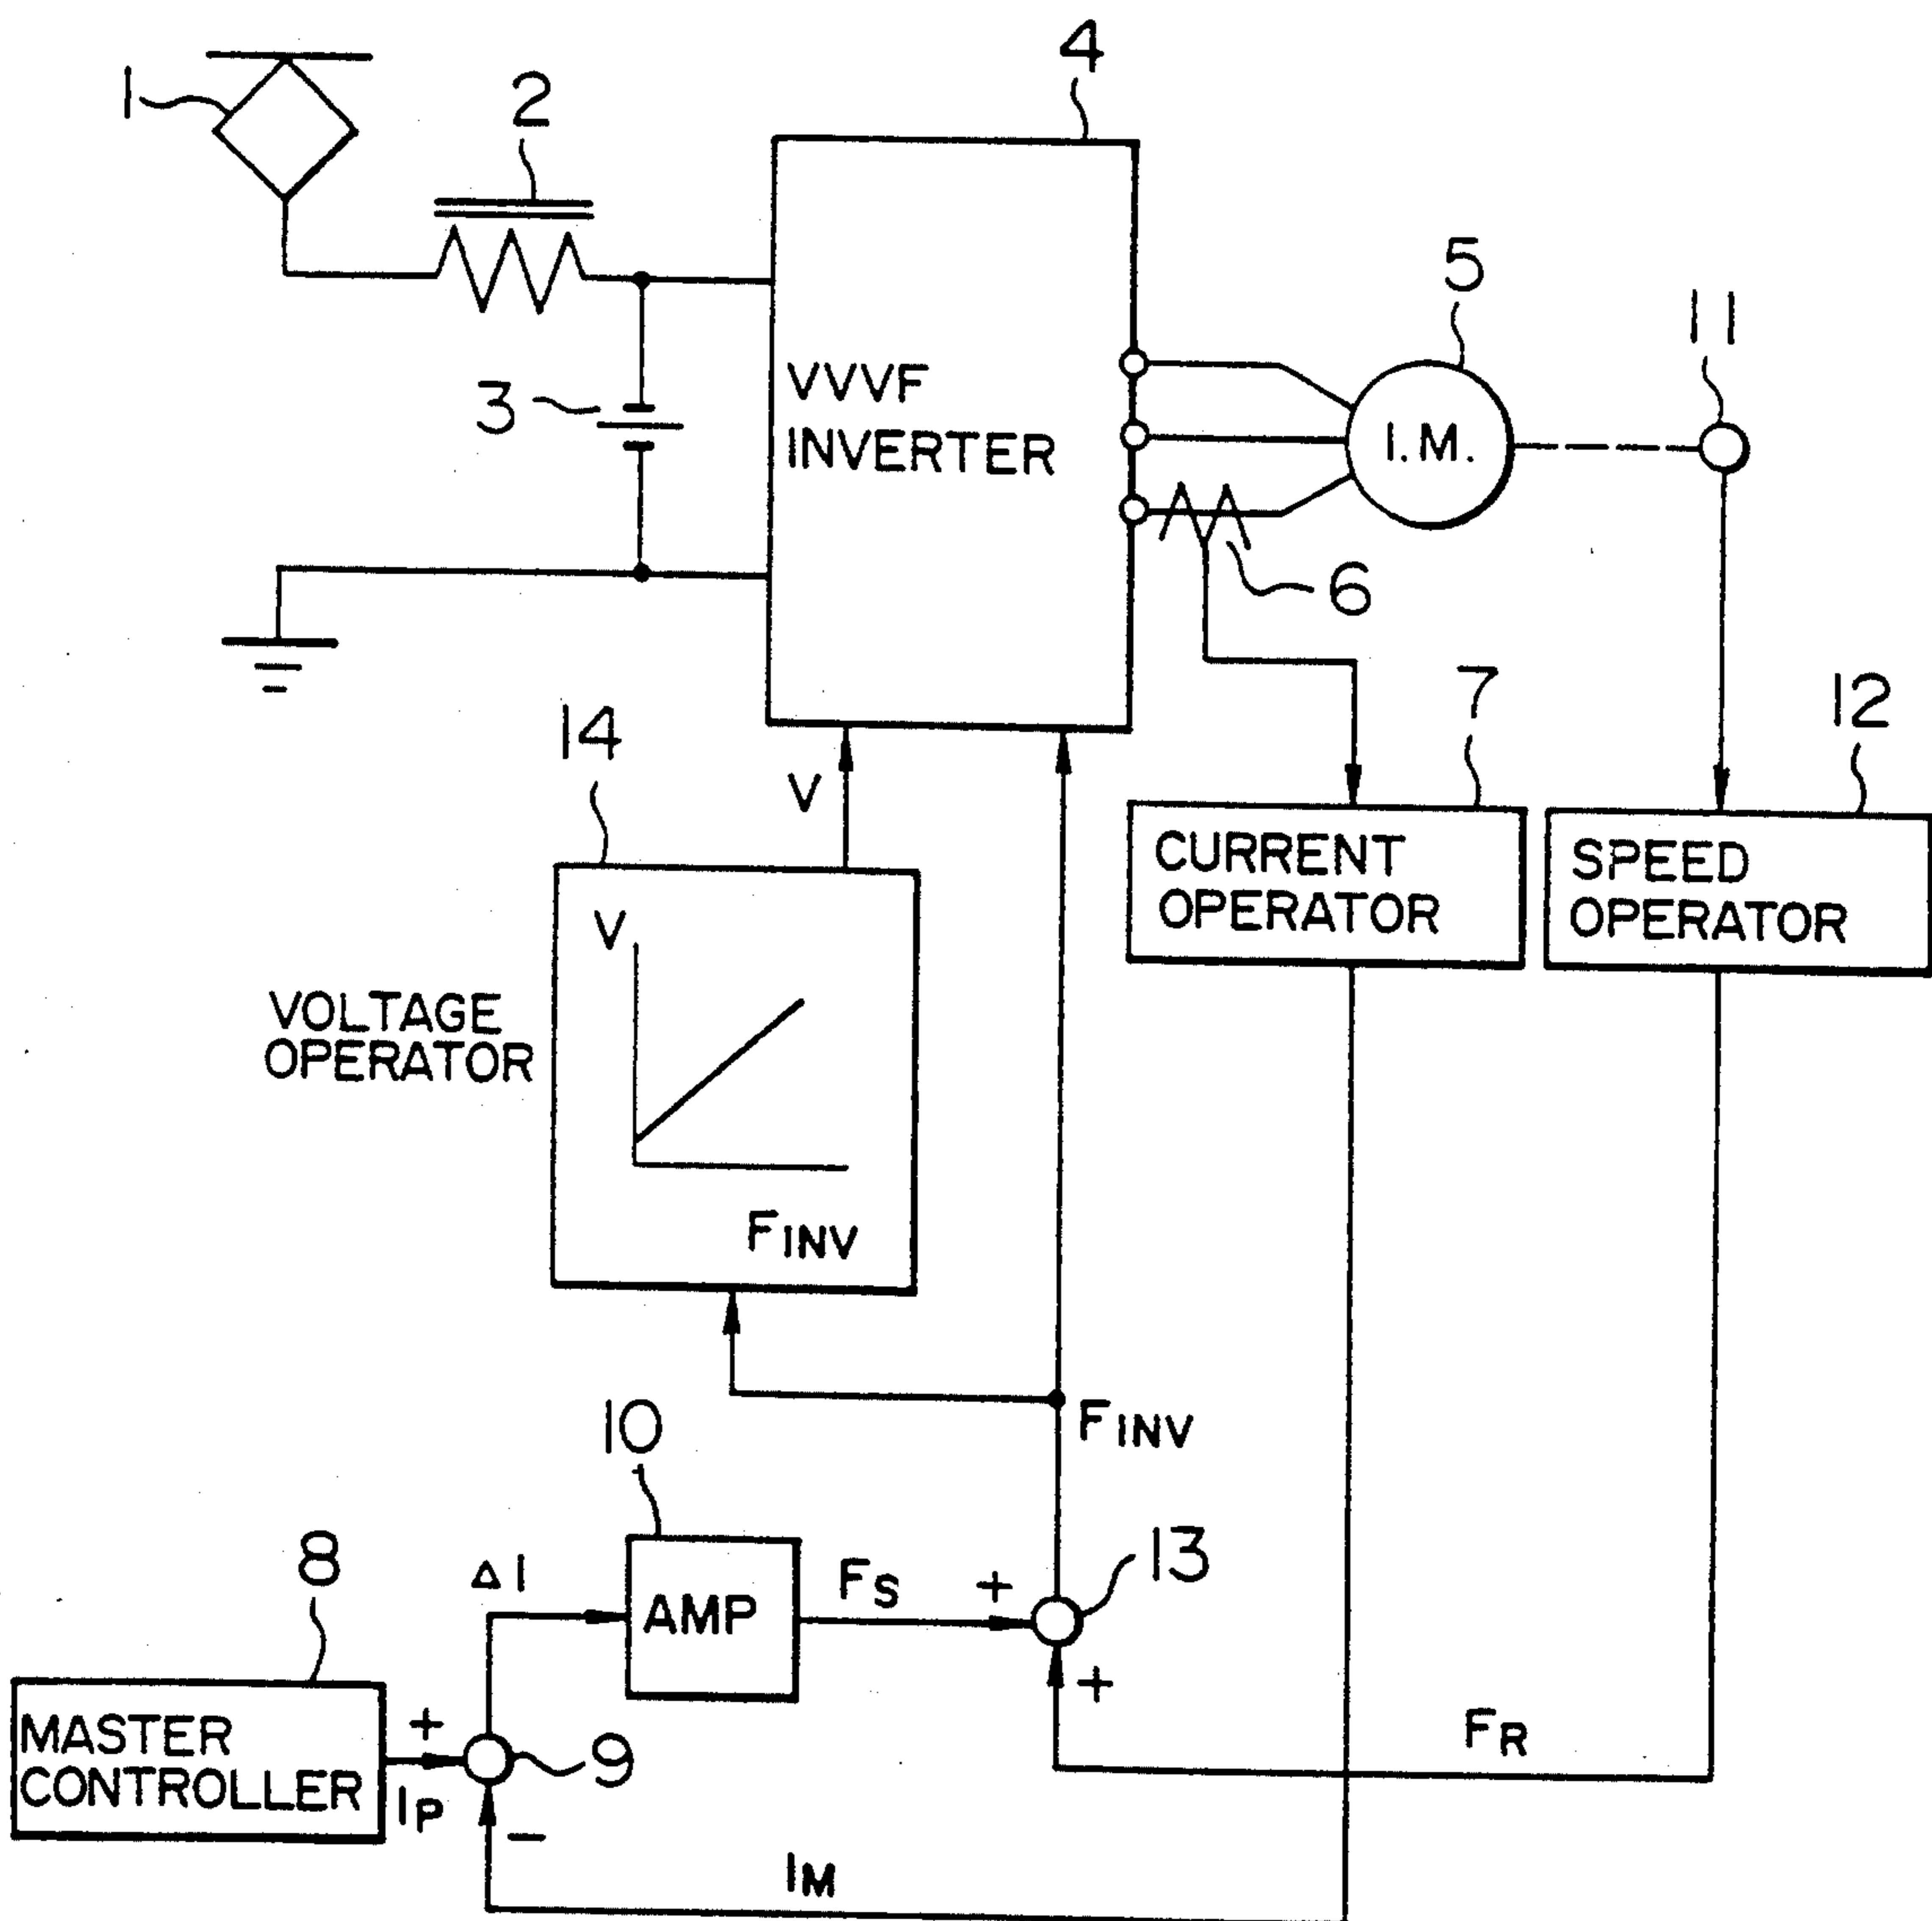 1
2
4
5
11
3
VVVF
INVERTER
I.M.
6
14
V
7
12
CURRENT
OPERATOR
SPEED
OPERATOR
V
VOLTAGE
OPERATOR
FINV
FINV
10
8
ΔI
AMP
FS
+
13
+
MASTER
CONTROLLER
+
IP
9
−
FR
IM